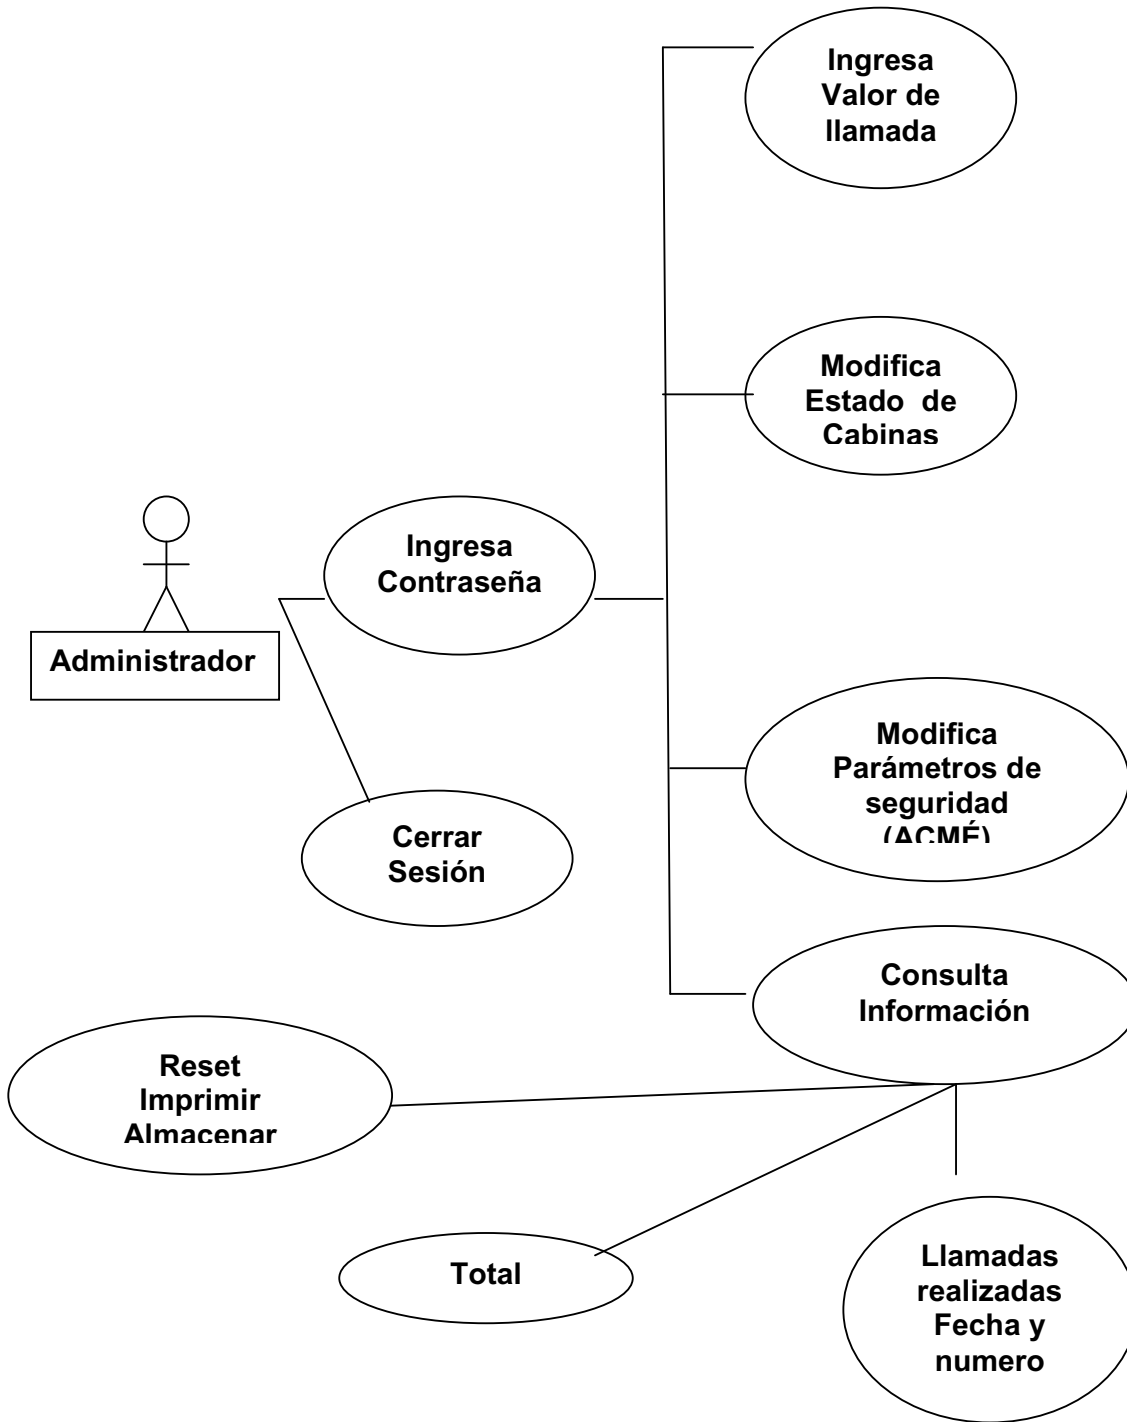 Ingresa
Valor de
llamada
Modifica
Estado de
Cabinas
Ingresa
Contraseña
Administrador
Modifica
Parámetros de
seguridad
(ACMÉ)
Cerrar
Sesión
Consulta
Información
Reset
Imprimir
Almacenar
Total
Llamadas
realizadas
Fecha y
numero